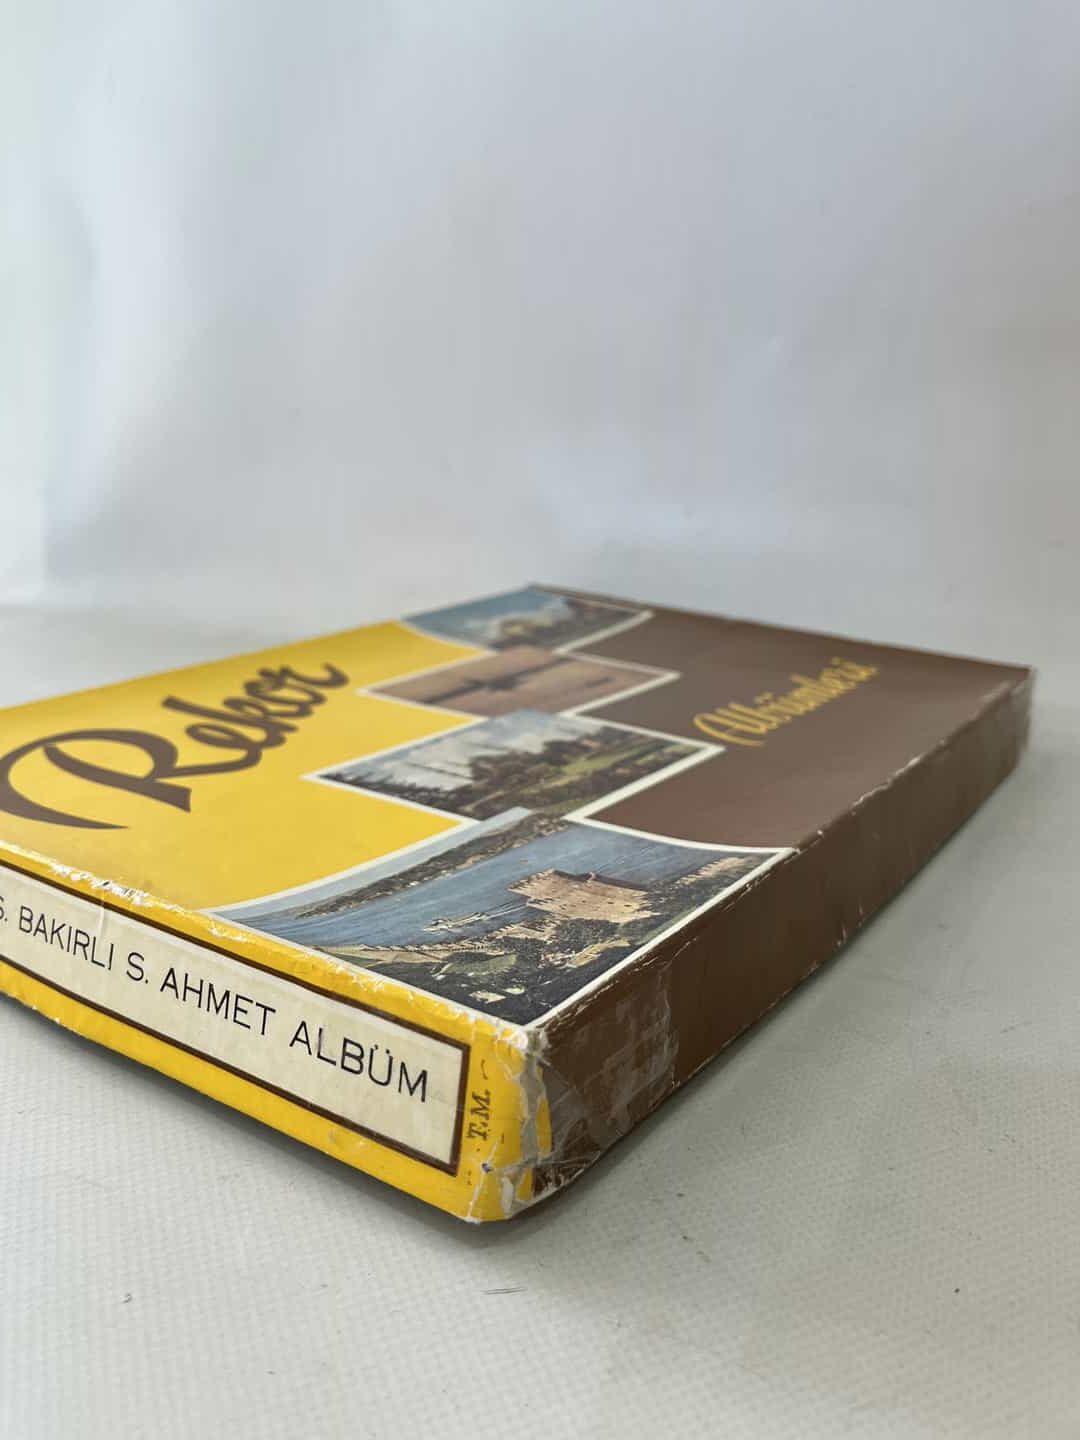 Rekor
Albümleri
S. BAKIRLI S. AHMET ALBÜM
T.M.